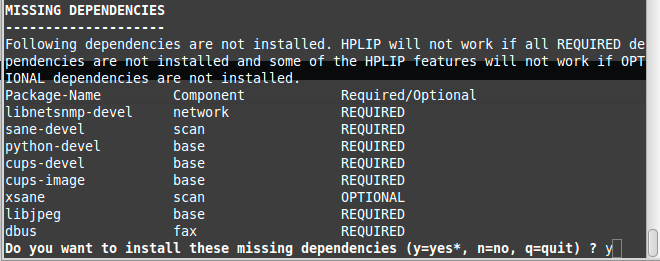 MISSING DEPENDENCIES
--------------------
Following dependencies are not installed. HPLIP will not work if all REQUIRED de
pendencies are not installed and some of the HPLIP features will not work if OPT
IONAL dependencies are not installed.
Package-Name Component Required/Optional
libnetsnmp-devel network REQUIRED
sane-devel scan REQUIRED
python-devel base REQUIRED
cups-devel base REQUIRED
cups-image base REQUIRED
xsane scan OPTIONAL
libjpeg base REQUIRED
dbus fax REQUIRED
Do you want to install these missing dependencies (y=yes*, n=no, q=quit) ? y